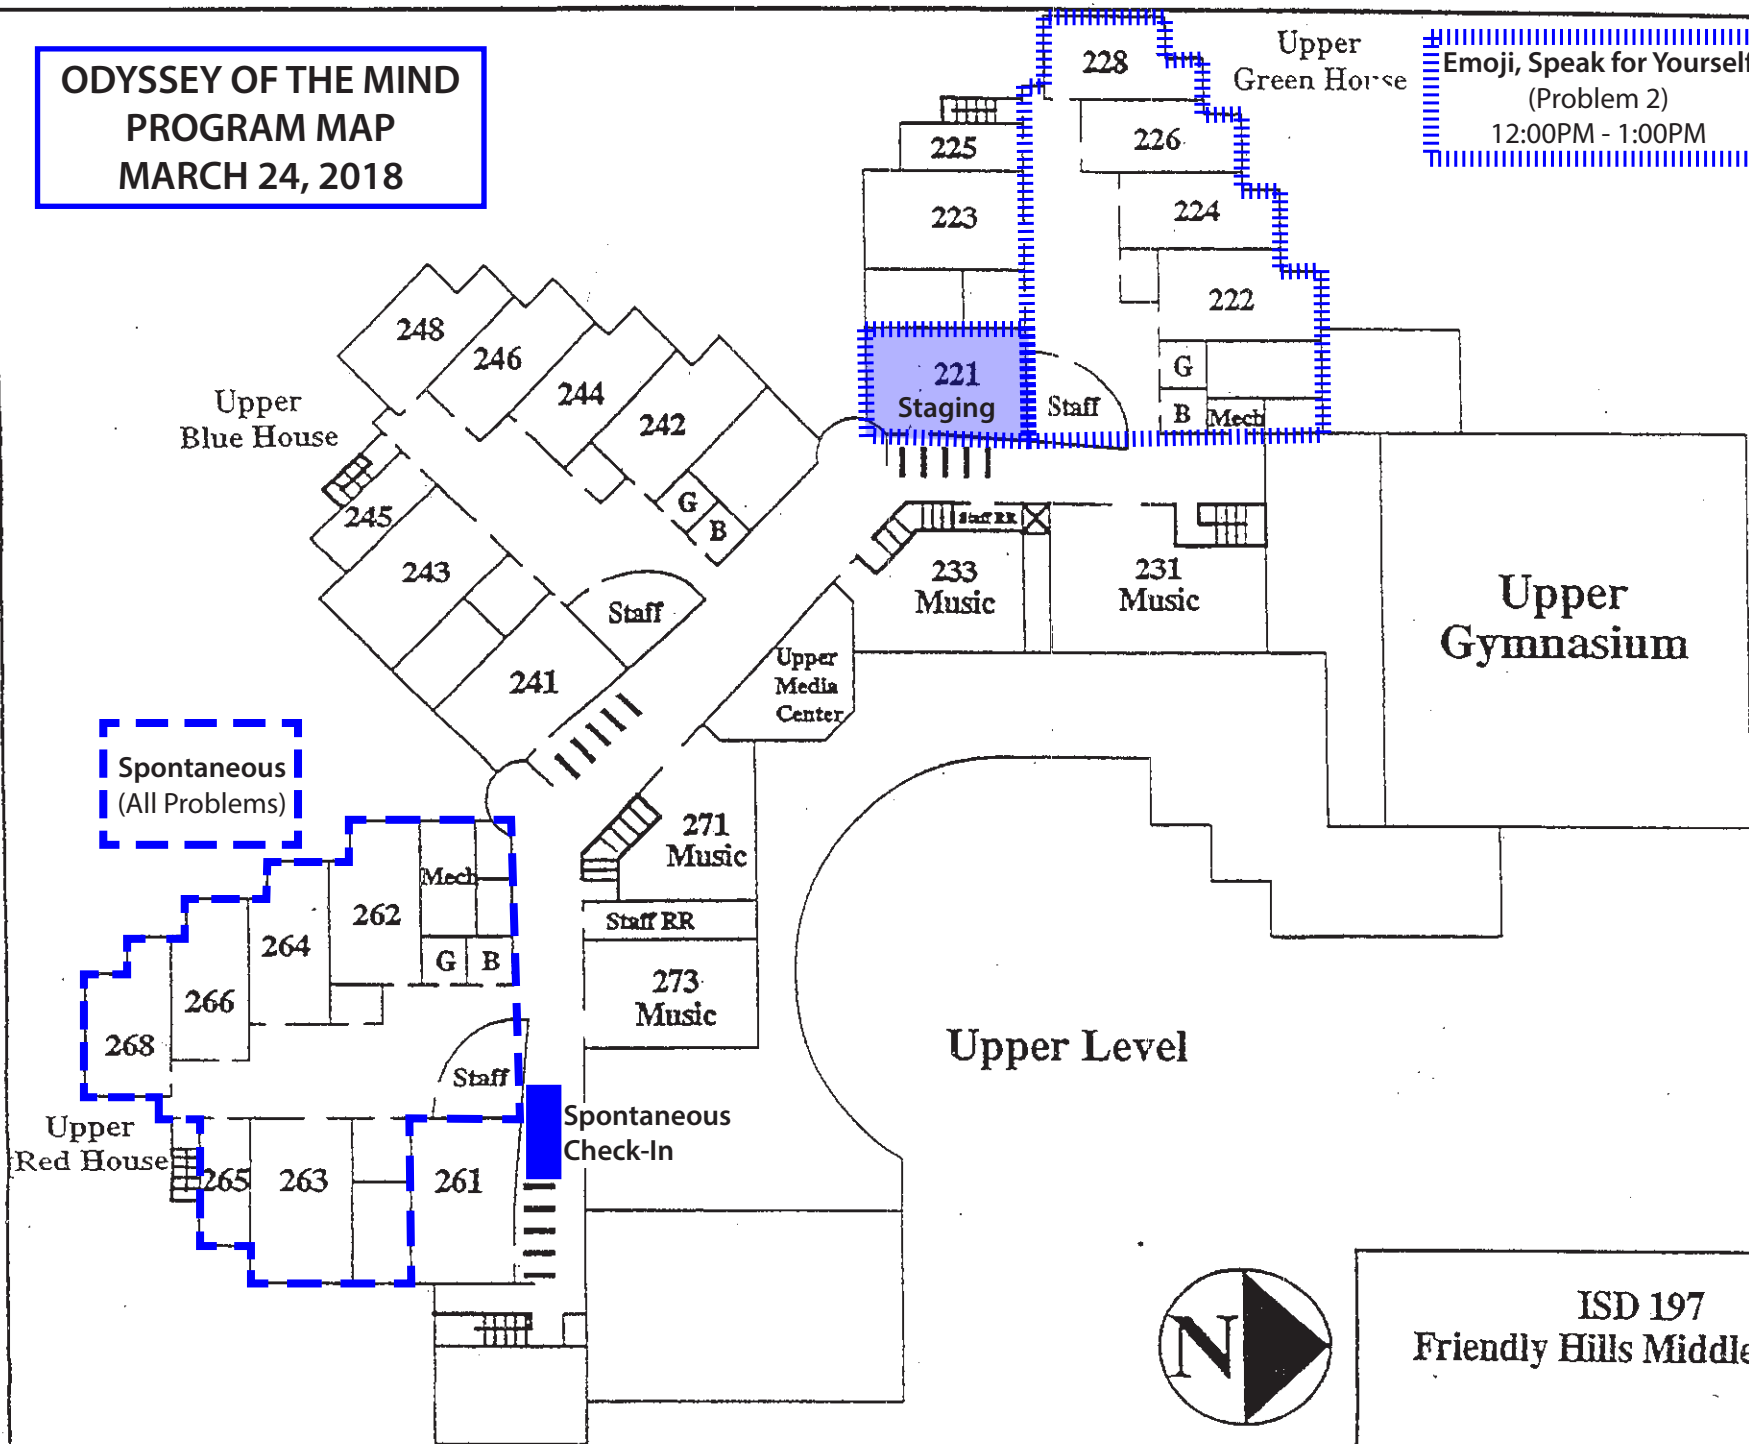 ODYSSEY OF THE MIND
PROGRAM MAP
MARCH 24, 2018
Upper
Green House
Emoji, Speak for Yourself
(Problem 2)
12:00PM - 1:00PM
228
226
225
224
223
222
221
Staging
Staff
G
B
Mech
Upper
Blue House
248
246
244
242
G
B
245
243
241
Staff
Staff RR
233
Music
231
Music
Upper
Gymnasium
Upper
Media
Center
Spontaneous
(All Problems)
271
Music
Staff RR
273
Music
Mech
262
264
266
268
G
B
Staff
Upper
Red House
265
263
261
Spontaneous
Check-In
Upper Level
N
ISD 197
Friendly Hills Middle